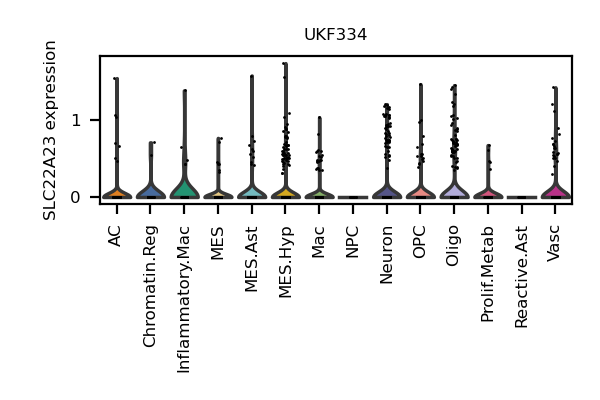 UKF334
SLC22A23 expression
1
0
AC
Chromatin.Reg
Inflammatory.Mac
MES
MES.Ast
MES.Hyp
Mac
NPC
Neuron
OPC
Oligo
Prolif.Metab
Reactive.Ast
Vasc